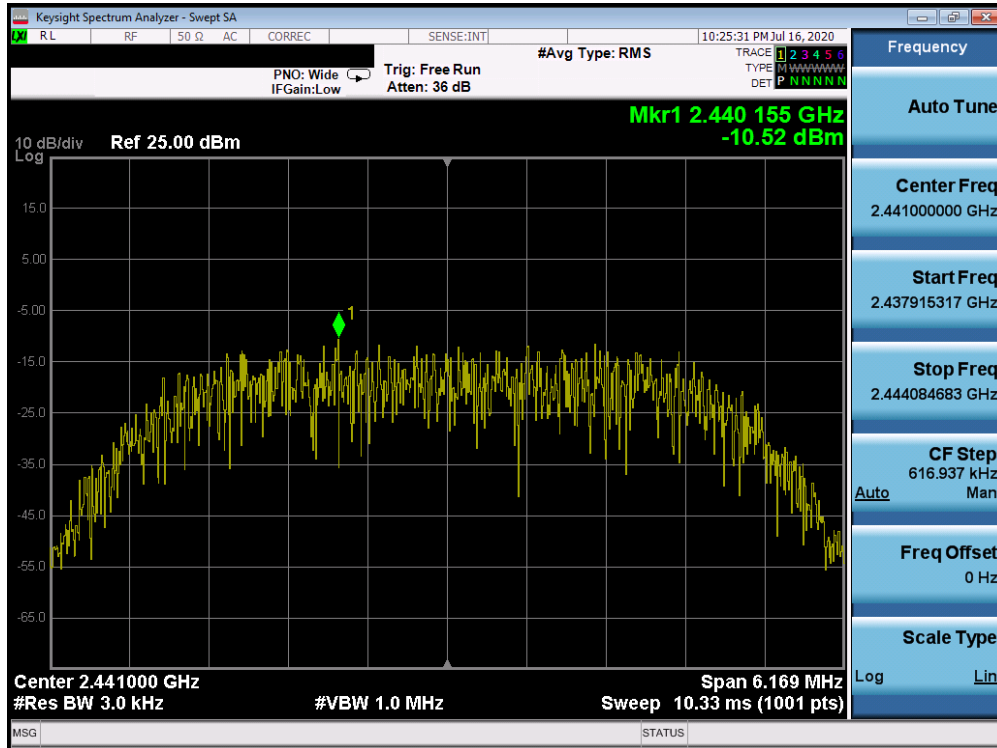 Keysight Spectrum Analyzer - Swept SA
LXI RL RF 50 Ω AC CORREC SENSE:INT 10:25:31 PM Jul 16, 2020
#Avg Type: RMS TRACE 1 2 3 4 5 6
PNO: Wide Trig: Free Run TYPE M WWWWW
IFGain:Low Atten: 36 dB DET P N N N N N
Mkr1 2.440 155 GHz
-10.52 dBm
10 dB/div Ref 25.00 dBm
Log
15.0
5.00
-5.00
1
-15.0
-25.0
-35.0
-45.0
-55.0
-65.0
Center 2.441000 GHz Span 6.169 MHz
#Res BW 3.0 kHz #VBW 1.0 MHz Sweep 10.33 ms (1001 pts)
MSG STATUS
Frequency
Auto Tune
Center Freq
2.441000000 GHz
Start Freq
2.437915317 GHz
Stop Freq
2.444084683 GHz
CF Step
616.937 kHz
Auto Man
Freq Offset
0 Hz
Scale Type
Log Lin